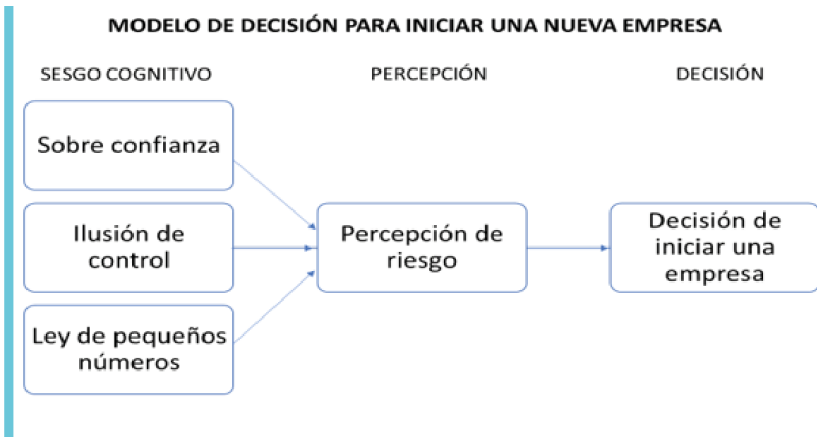 MODELO DE DECISIÓN PARA INICIAR UNA NUEVA EMPRESA
SESGO COGNITIVO
PERCEPCIÓN
DECISIÓN
Sobre confianza
Ilusión de
control
Ley de pequeños
números
Percepción de
riesgo
Decisión de
iniciar una
empresa